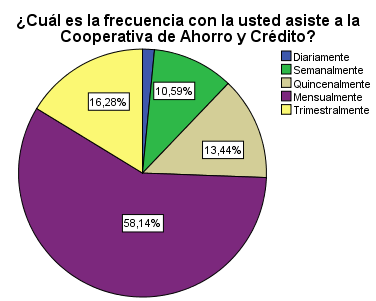 ¿Cuál es la frecuencia con la usted asiste a la
Cooperativa de Ahorro y Crédito?
Diariamente
Semanalmente
Quincenalmente
Mensualmente
Trimestralmente
10,59%
16,28%
13,44%
58,14%